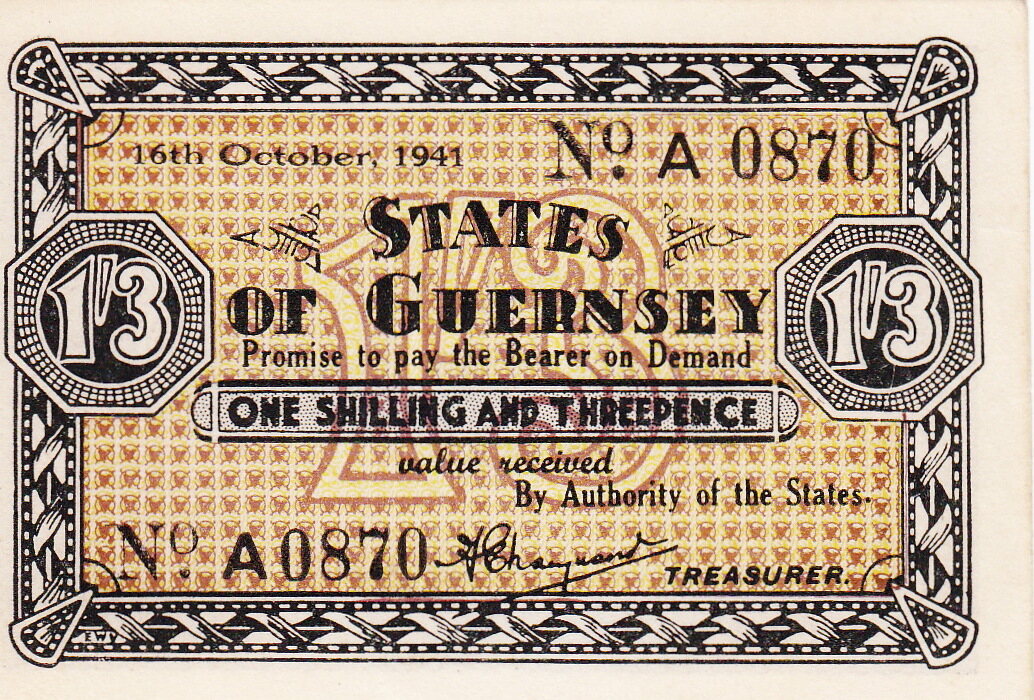 16th October, 1941
Nº A 0870
STATES
OF GUERNSEY
1'/3
1'/3
Promise to pay the Bearer on Demand
ONE SHILLING AND THREEPENCE
value received
By Authority of the States.
Nº A 0870
TREASURER.
EW